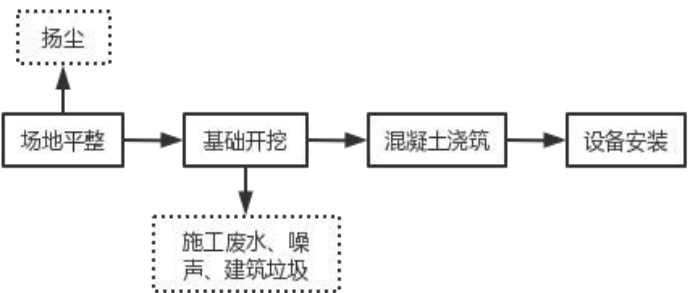 扬尘
场地平整
基础开挖
混凝土浇筑
设备安装
施工废水、噪
声、建筑垃圾